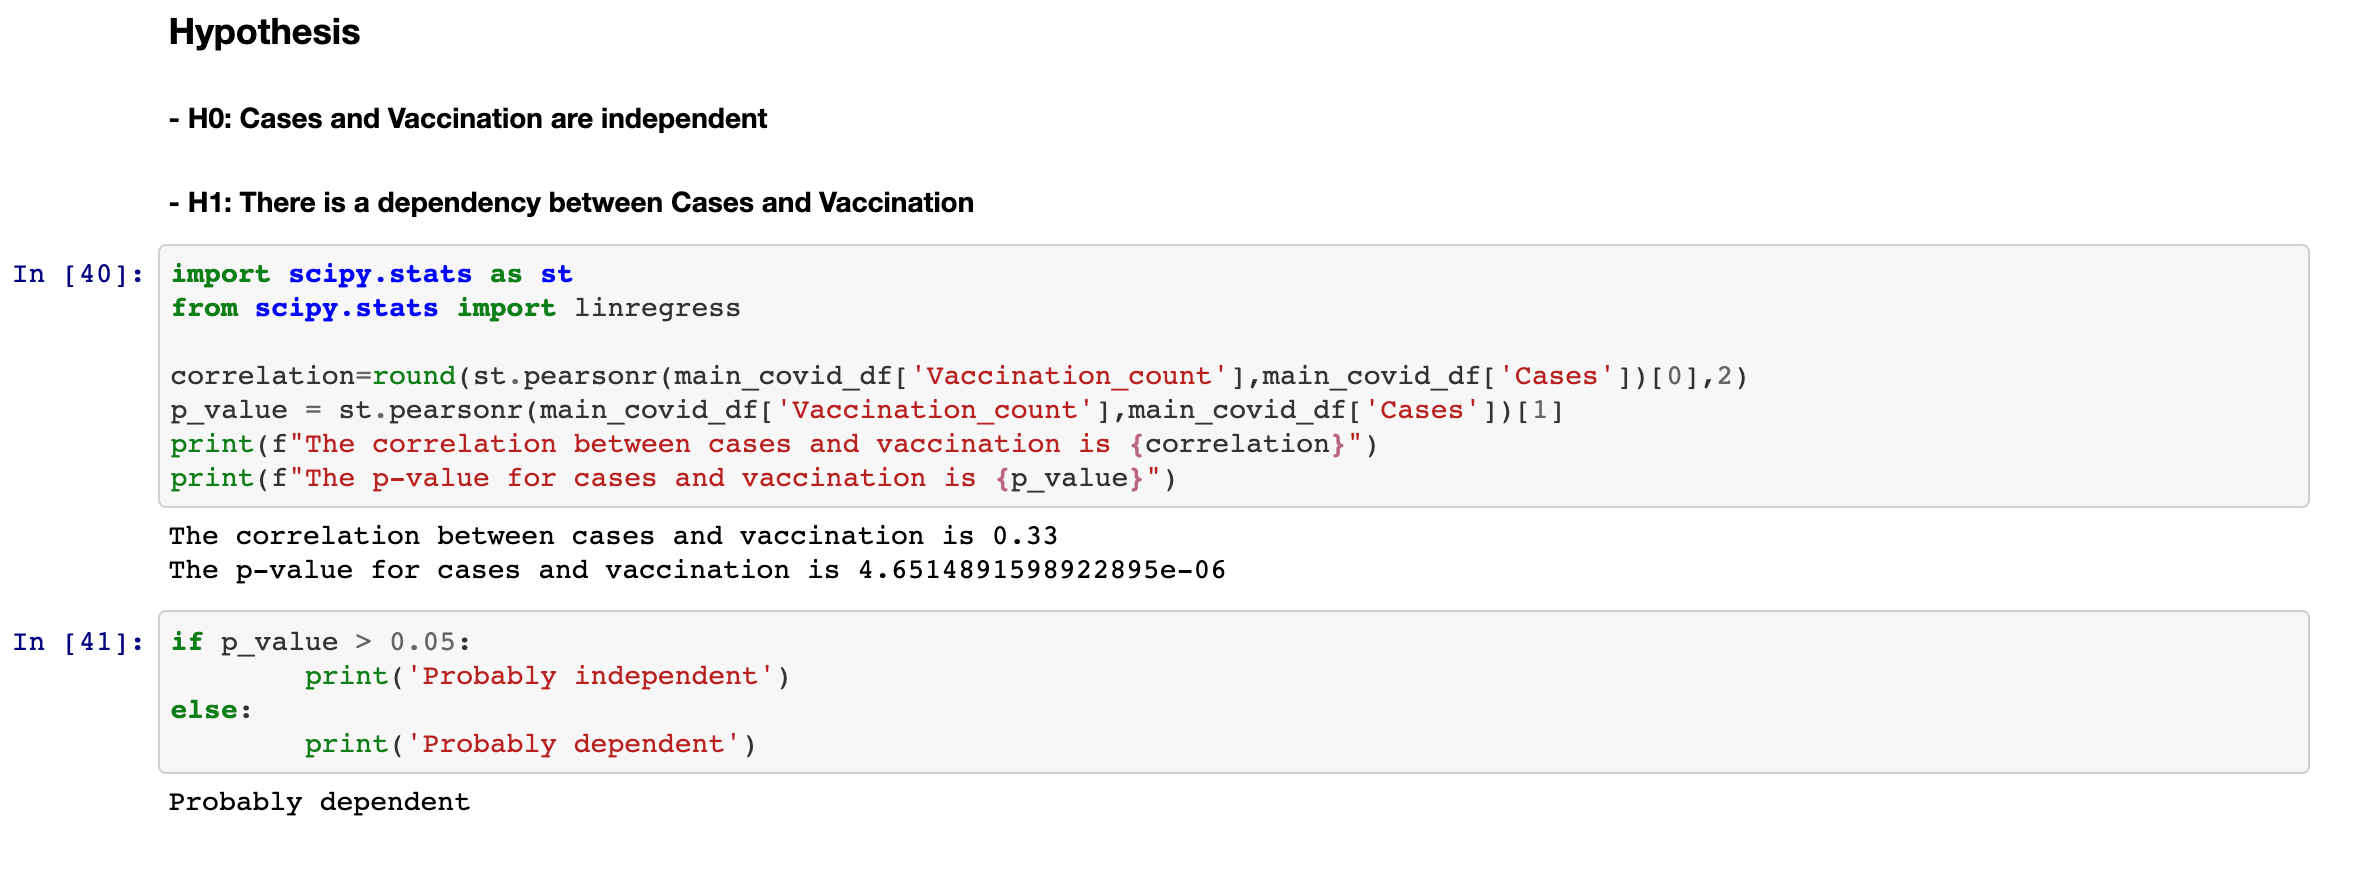 Hypothesis
- H0: Cases and Vaccination are independent
- H1: There is a dependency between Cases and Vaccination
In [40]:
import scipy.stats as st
from scipy.stats import linregress
correlation=round(st.pearsonr(main_covid_df['Vaccination_count'],main_covid_df['Cases'])[0],2)
p_value = st.pearsonr(main_covid_df['Vaccination_count'],main_covid_df['Cases'])[1]
print(f"The correlation between cases and vaccination is {correlation}")
print(f"The p-value for cases and vaccination is {p_value}")
The correlation between cases and vaccination is 0.33
The p-value for cases and vaccination is 4.6514891598922895e-06
In [41]:
if p_value > 0.05:
        print('Probably independent')
else:
        print('Probably dependent')
Probably dependent